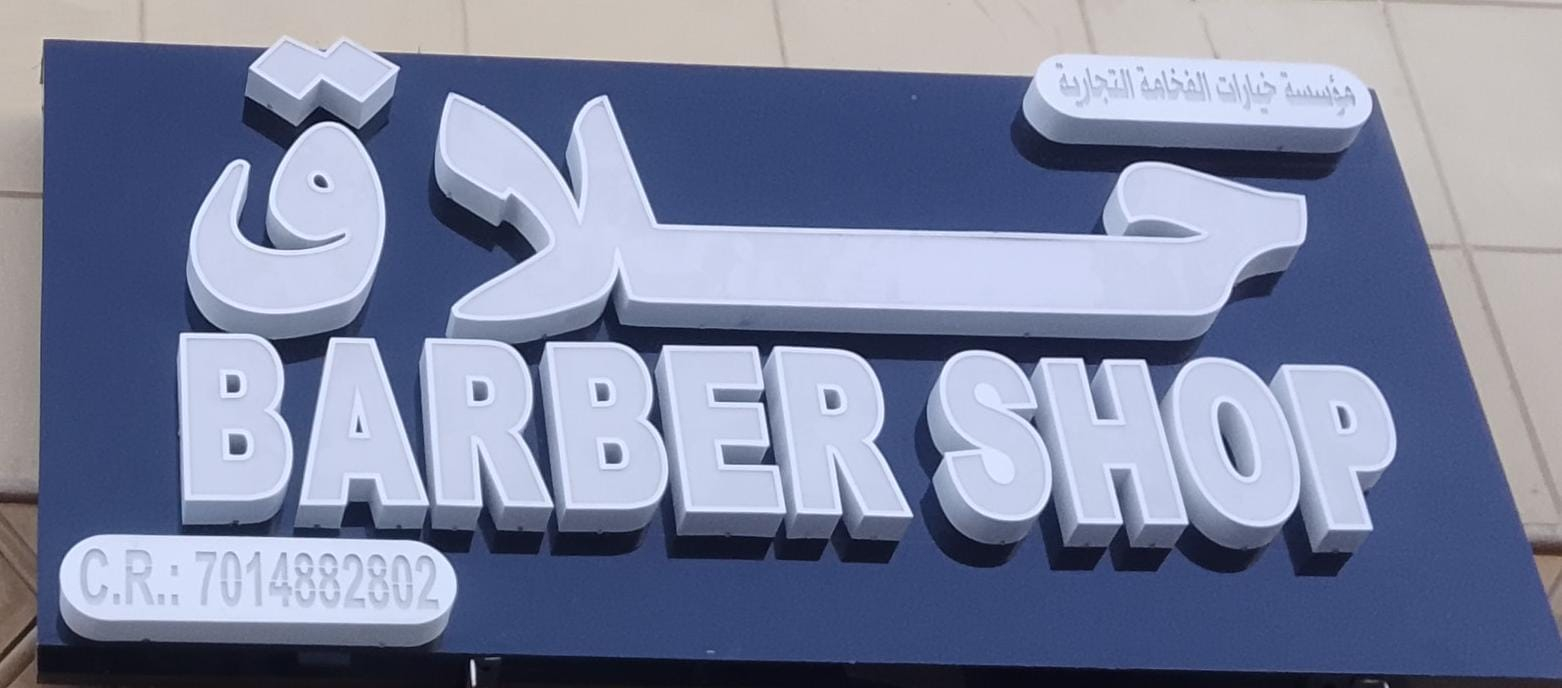 مؤسسة خيارات الفخامة التجارية
حلاق
BARBER SHOP
C.R.: 7014882802